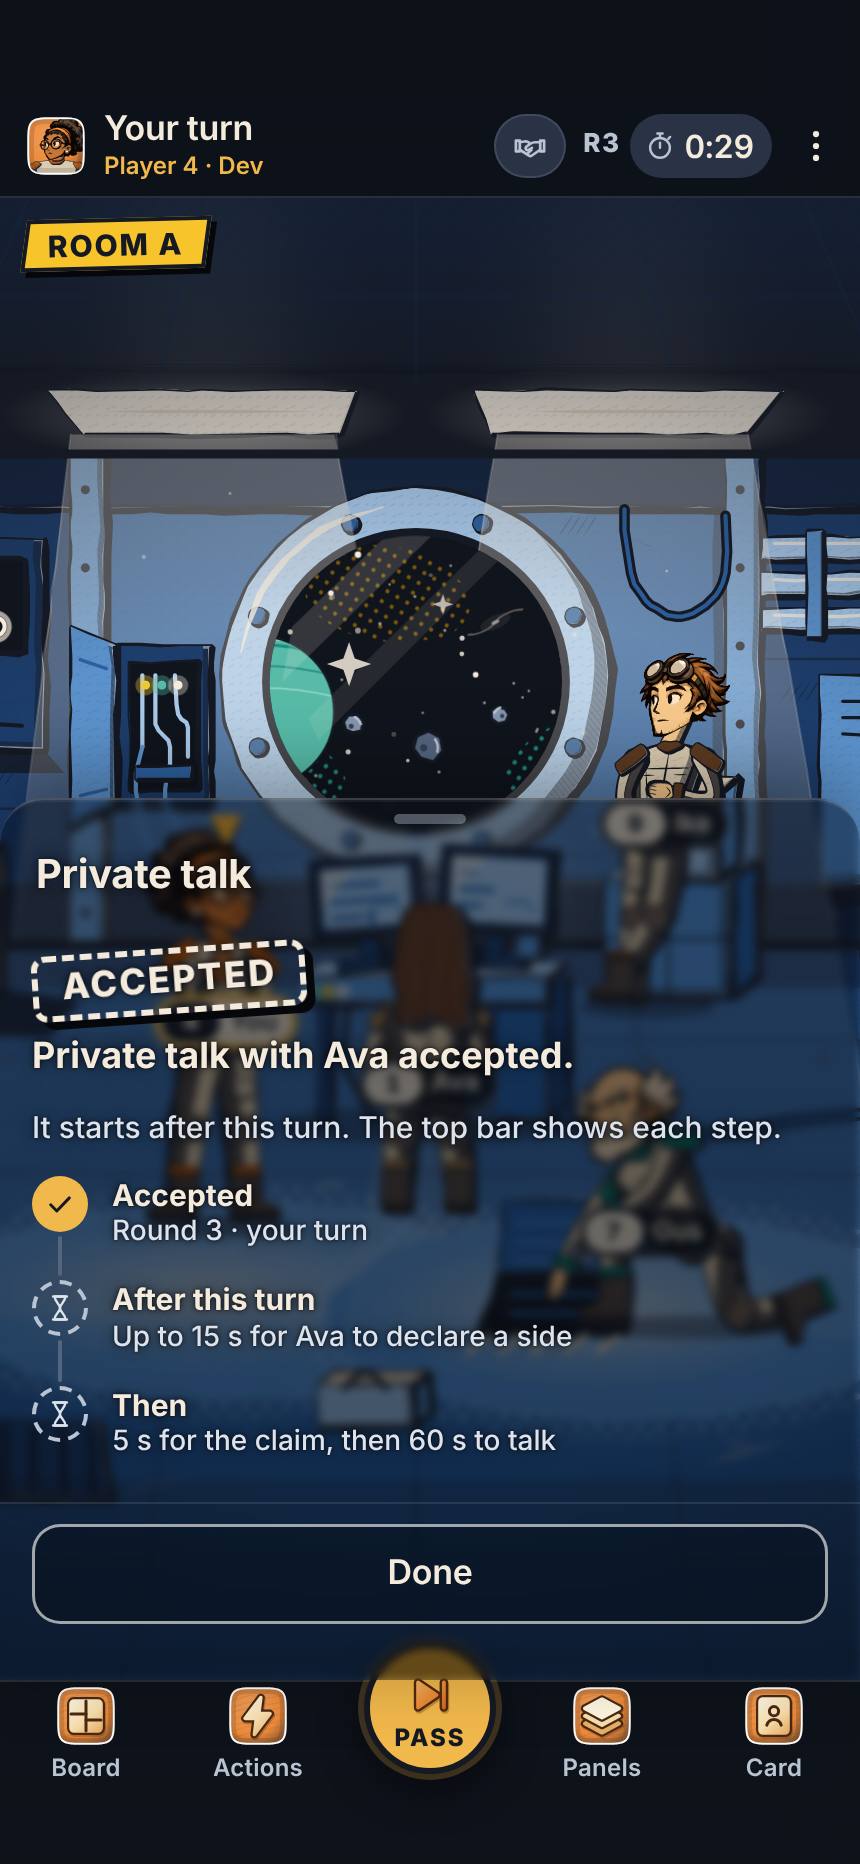 Your turn
Player 4 · Dev
R3
0:29
ROOM A
Private talk
ACCEPTED
Private talk with Ava accepted.
It starts after this turn. The top bar shows each step.
Accepted
Round 3 · your turn
After this turn
Up to 15 s for Ava to declare a side
Then
5 s for the claim, then 60 s to talk
Done
PASS
Board
Actions
Panels
Card